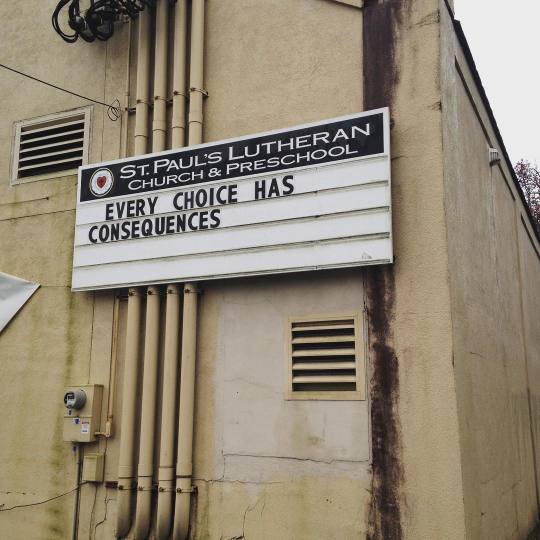 St. Paul's Lutheran
Church & Preschool
EVERY CHOICE HAS
CONSEQUENCES